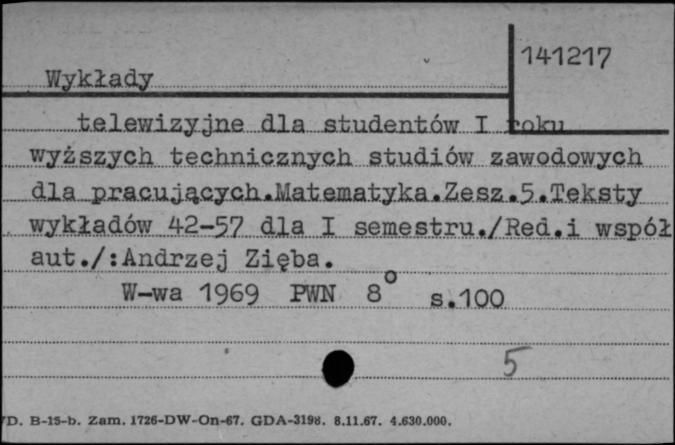 141217
Wykłady
telewizyjne dla studentów I roku
wyższych technicznych studiów zawodowych
dla pracujących.Matematyka.Zesz.5.Teksty
wykładów 42-57 dla I semestru./Red.i współ
aut./:Andrzej Zięba.
W-wa 1969 PWN 8° s.100
5
D. B-15-b. Zam. 1726-DW-On-67. GDA-3198. 8.11.67. 4.630.000.